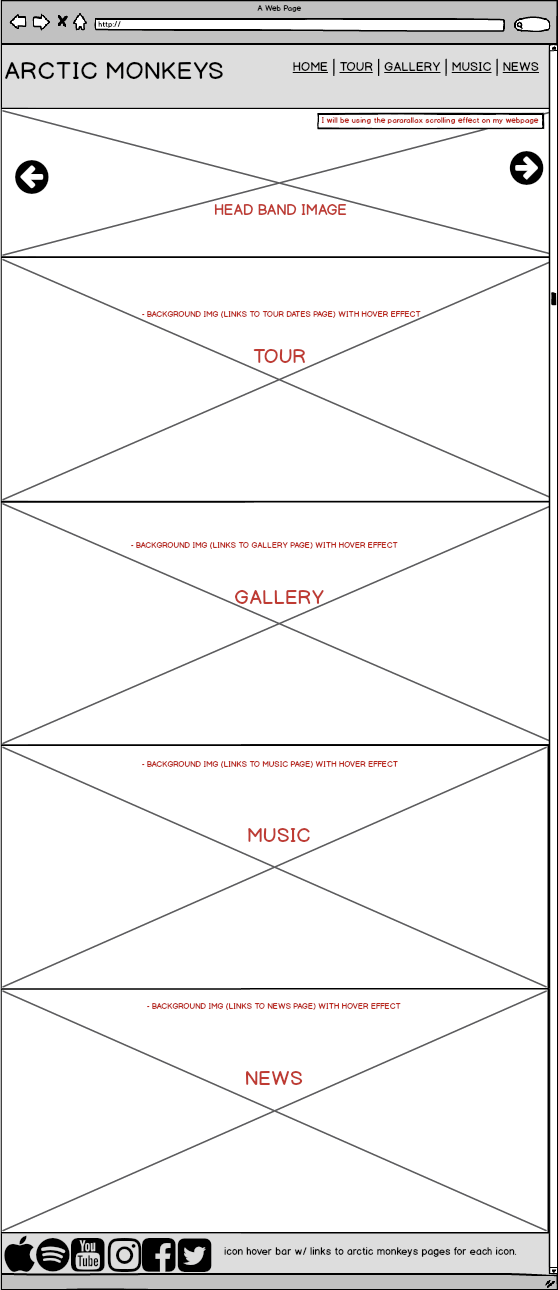 A Web Page
http://
ARCTIC MONKEYS
HOME | TOUR | GALLERY | MUSIC | NEWS
I will be using the pararallax scrolling effect on my webpage
HEAD BAND IMAGE
- BACKGROUND IMG (LINKS TO TOUR DATES PAGE) WITH HOVER EFFECT
TOUR
- BACKGROUND IMG (LINKS TO GALLERY PAGE) WITH HOVER EFFECT
GALLERY
- BACKGROUND IMG (LINKS TO MUSIC PAGE) WITH HOVER EFFECT
MUSIC
- BACKGROUND IMG (LINKS TO NEWS PAGE) WITH HOVER EFFECT
NEWS
You
Tube
icon hover bar w/ links to arctic monkeys pages for each icon.